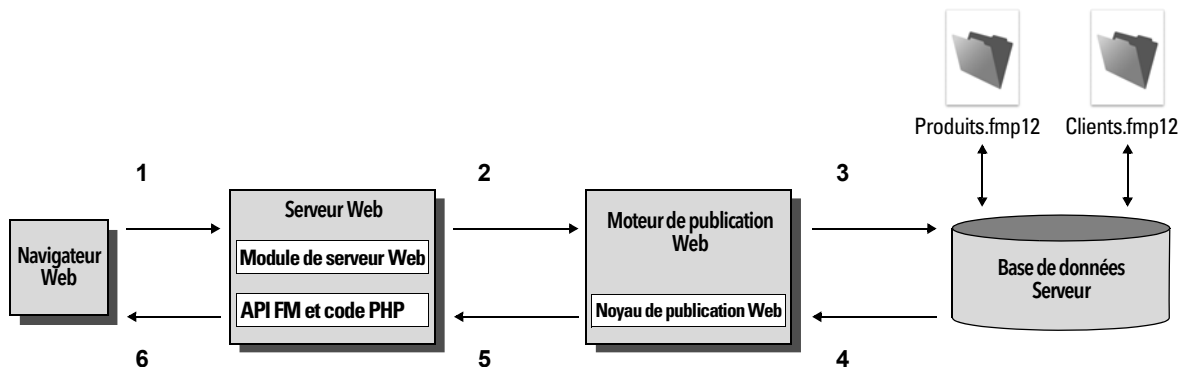 Produits.fmp12
Clients.fmp12
1
2
3
Navigateur
Web
Serveur Web
Module de serveur Web
API FM et code PHP
Moteur de publication
Web
Noyau de publication Web
Base de données
Serveur
6
5
4